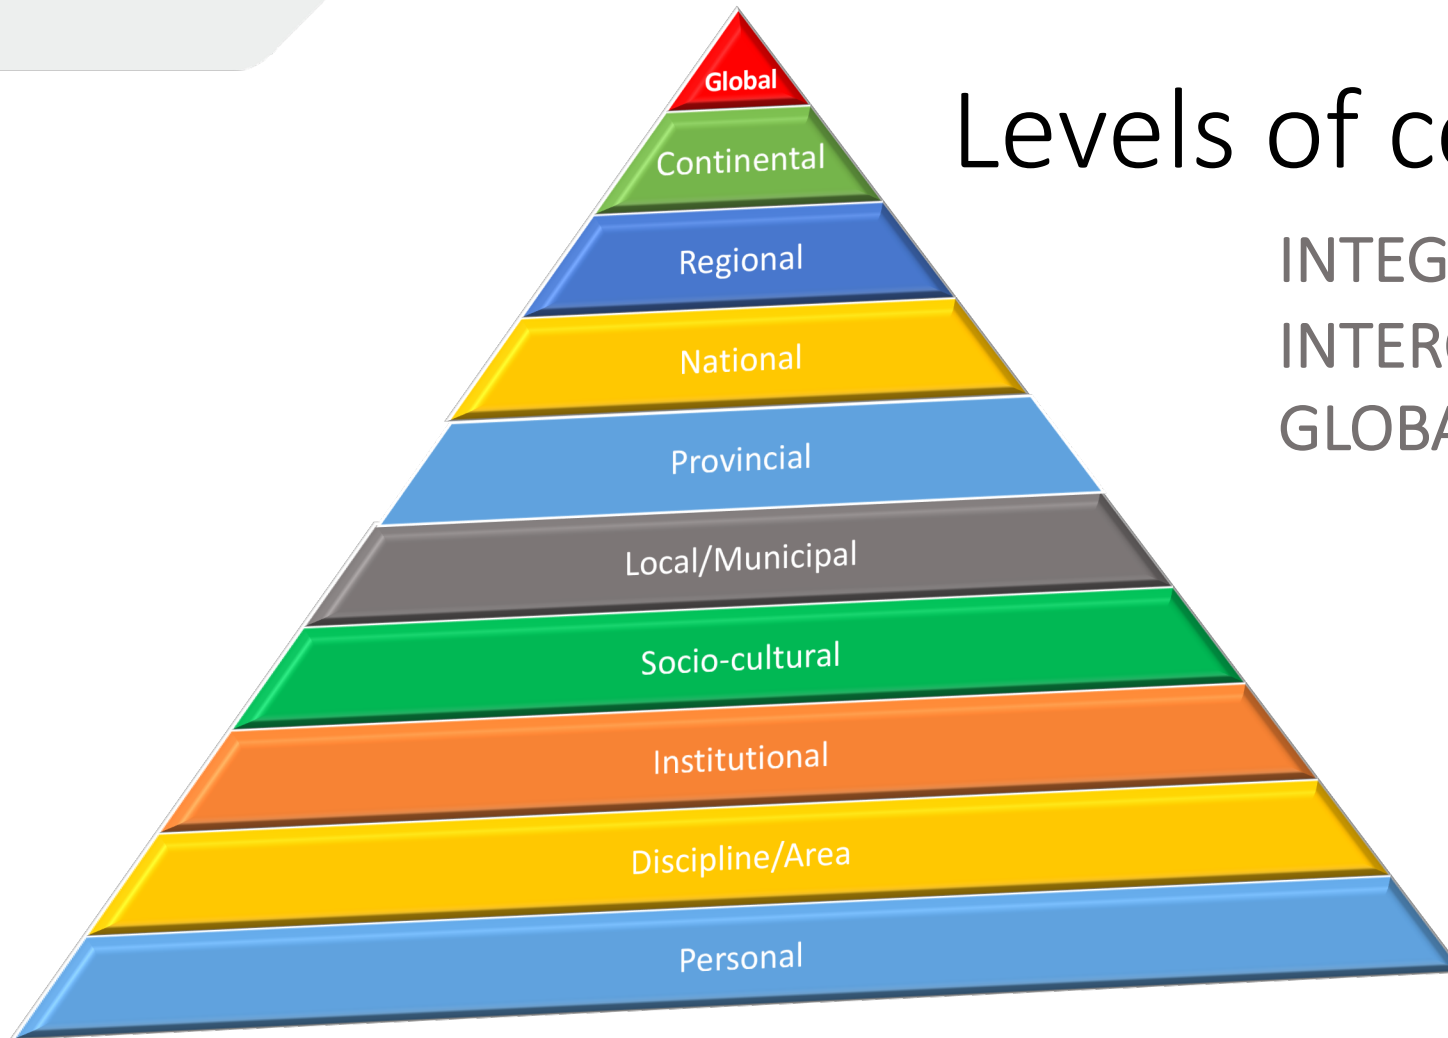 Global
Continental
Regional
National
Provincial
Local/Municipal
Socio-cultural
Institutional
Discipline/Area
Personal
Levels of